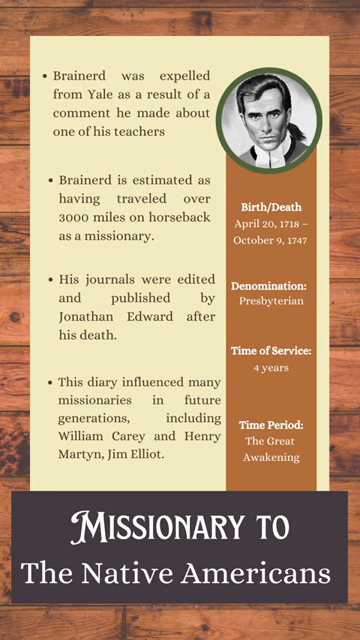 • Brainerd was expelled
from Yale as a result of a
comment he made about
one of his teachers
• Brainerd is estimated as
having traveled over
3000 miles on horseback
as a missionary.
• His journals were edited
and published by
Jonathan Edward after
his death.
• This diary influenced many
missionaries in future
generations, including
William Carey and Henry
Martyn, Jim Elliot.
Birth/Death
April 20, 1718 –
October 9, 1747
Denomination:
Presbyterian
Time of Service:
4 years
Time Period:
The Great
Awakening
Missionary to
The Native Americans